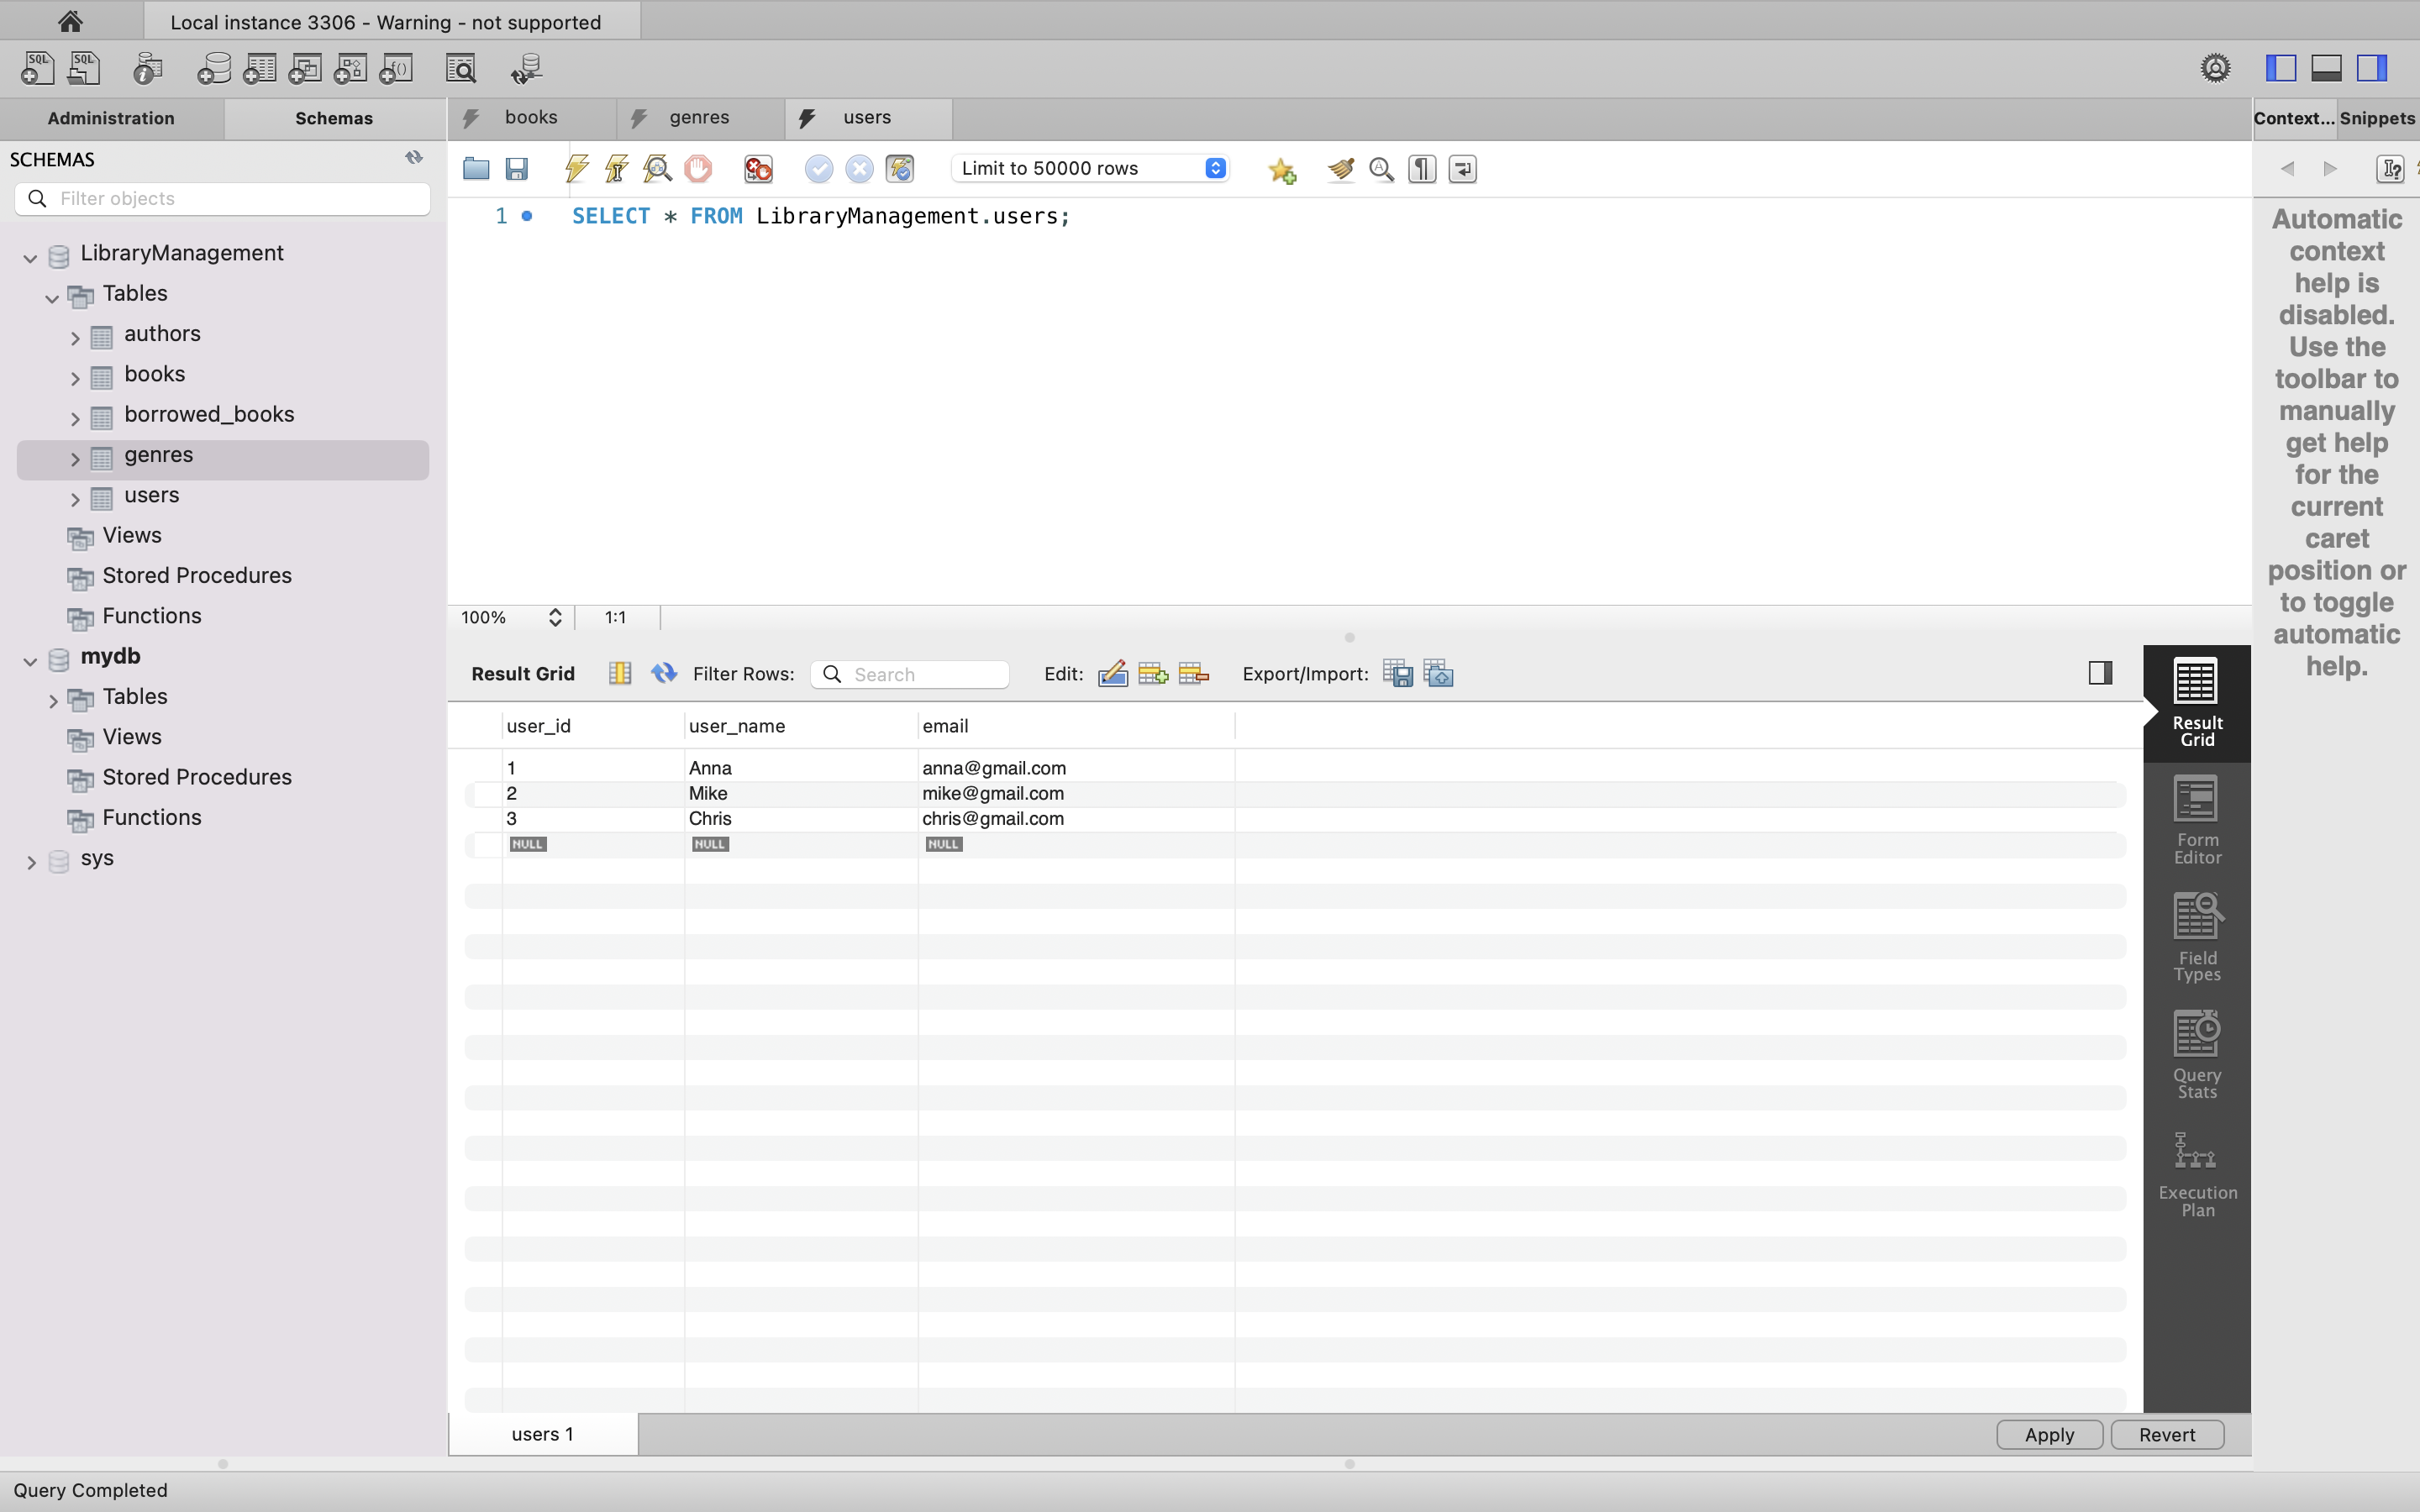 Local instance 3306 - Warning - not supported
SQL SQL
Administration Schemas
books genres users
Context... Snippets
SCHEMAS
Filter objects
Limit to 50000 rows
1 SELECT * FROM LibraryManagement.users;
LibraryManagement
Tables
authors
books
borrowed_books
genres
users
Views
Stored Procedures
Functions
mydb
Tables
Views
Stored Procedures
Functions
sys
Automatic
context
help is
disabled.
Use the
toolbar to
manually
get help
for the
current
caret
position or
to toggle
automatic
help.
100% 1:1
Result Grid Filter Rows: Search Edit: Export/Import:
user_id user_name email
1 Anna anna@gmail.com
2 Mike mike@gmail.com
3 Chris chris@gmail.com
NULL NULL NULL
Result
Grid
Form
Editor
Field
Types
Query
Stats
Execution
Plan
users 1
Apply Revert
Query Completed